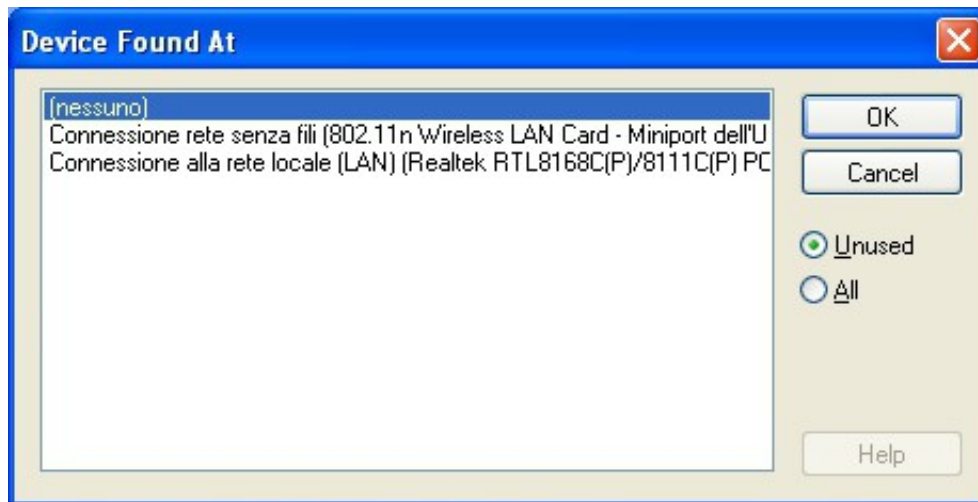 Device Found At
(nessuno)
Connessione rete senza fili (802.11n Wireless LAN Card - Miniport dell'U
Connessione alla rete locale (LAN) (Realtek RTL8168C(P)/8111C(P) PC
OK
Cancel
Unused
All
Help